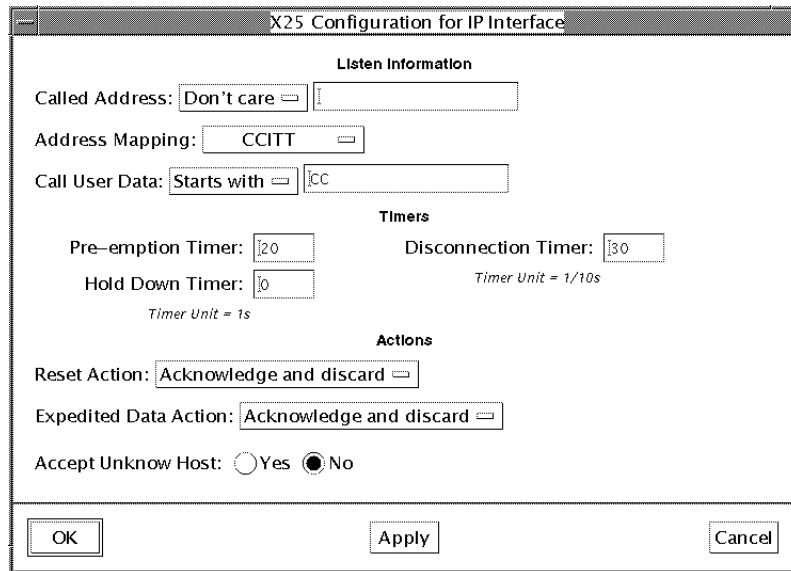 X25 Configuration for IP Interface
Listen Information
Called Address: Don't care
Address Mapping: CCITT
Call User Data: Starts with CC
Timers
Pre-emption Timer: 20 Disconnection Timer: 30
Hold Down Timer: 0 Timer Unit = 1/10s
Timer Unit = 1s
Actions
Reset Action: Acknowledge and discard
Expedited Data Action: Acknowledge and discard
Accept Unknow Host: Yes No
OK Apply Cancel